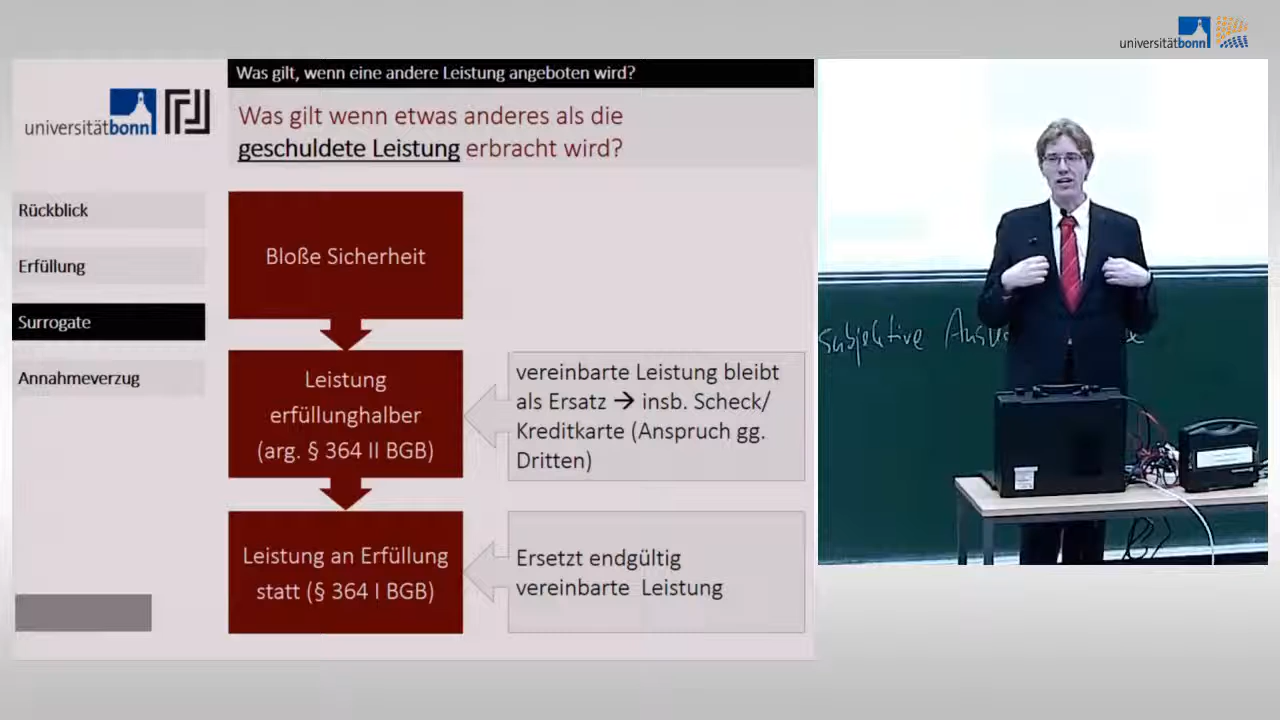 universitätbonn
Was gilt, wenn eine andere Leistung angeboten wird?
universitätbonn
Was gilt wenn etwas anderes als die
geschuldete Leistung erbracht wird?
Rückblick
Erfüllung
Surrogate
Annahmeverzug
Bloße Sicherheit
Leistung
erfüllunghalber
(arg. § 364 II BGB)
vereinbarte Leistung bleibt
als Ersatz → insb. Scheck/
Kreditkarte (Anspruch gg.
Dritten)
Leistung an Erfüllung
statt (§ 364 I BGB)
Ersetzt endgültig
vereinbarte Leistung
subjektive